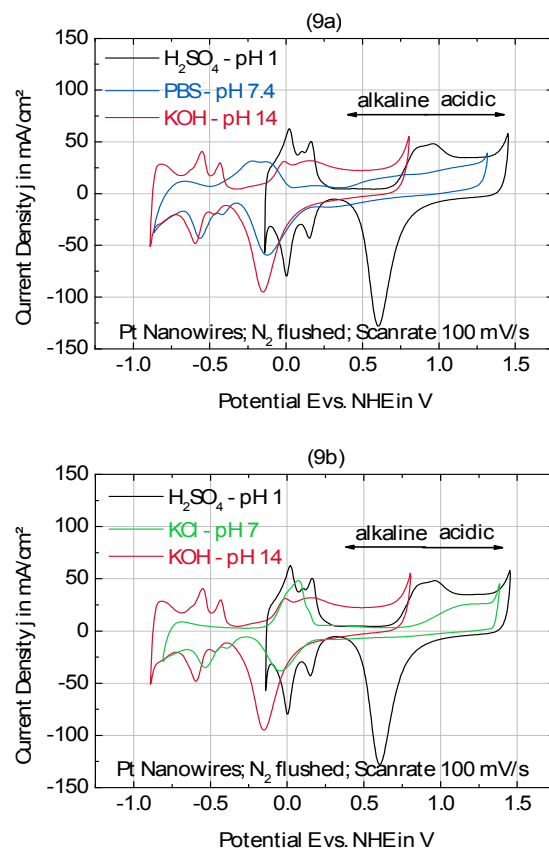 (9a)
150
H₂SO₄ - pH 1
PBS - pH 7.4
KOH - pH 14
100
alkaline acidic
50
0
-50
-100
-150
Current Density j in mA/cm²
Pt Nanowires; N₂ flushed; Scanrate 100 mV/s
-1.0 -0.5 0.0 0.5 1.0 1.5
Potential Evs. NHE in V
(9b)
150
H₂SO₄ - pH 1
KCl - pH 7
KOH - pH 14
100
alkaline acidic
50
0
-50
-100
-150
Current Density j in mA/cm²
Pt Nanowires; N₂ flushed; Scanrate 100 mV/s
-1.0 -0.5 0.0 0.5 1.0 1.5
Potential Evs. NHE in V